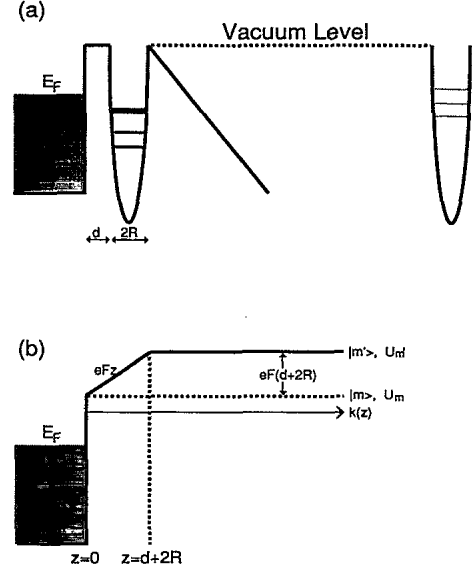 (a)
Vacuum Level
E_F
d
2R
(b)
eFz
|m'>, U_m'
eF(d+2R)
|m>, U_m
k(z)
E_F
z=0
z=d+2R